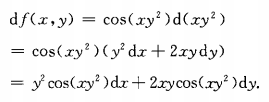 df(x,y) = cos(xy²)d(xy²)
= cos(xy²)(y²dx + 2xydy)
= y²cos(xy²)dx + 2xycos(xy²)dy.